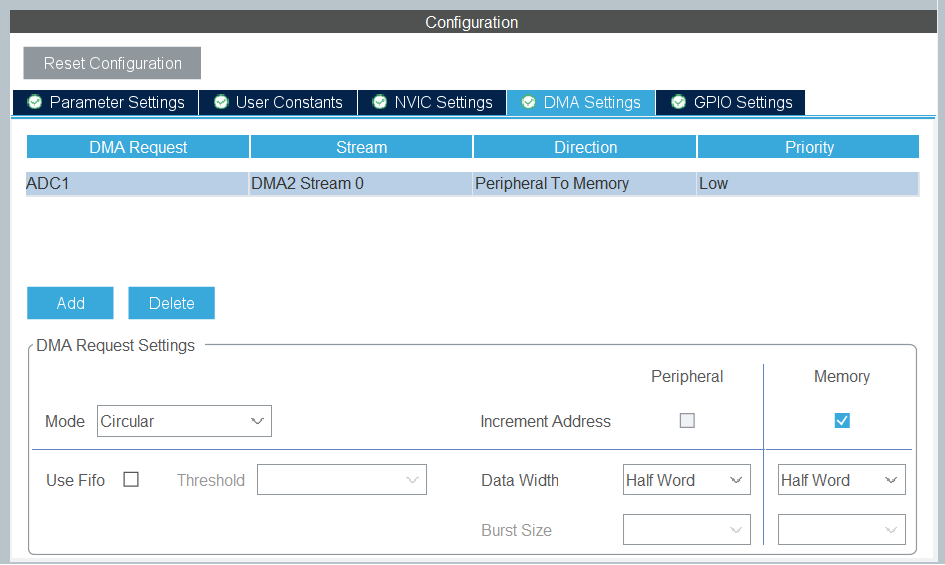 Configuration
Reset Configuration
Parameter Settings User Constants NVIC Settings DMA Settings GPIO Settings
DMA Request Stream Direction Priority
ADC1 DMA2 Stream 0 Peripheral To Memory Low
Add Delete
DMA Request Settings
Peripheral Memory
Mode Circular Increment Address
Use Fifo Threshold Data Width Half Word Half Word
Burst Size